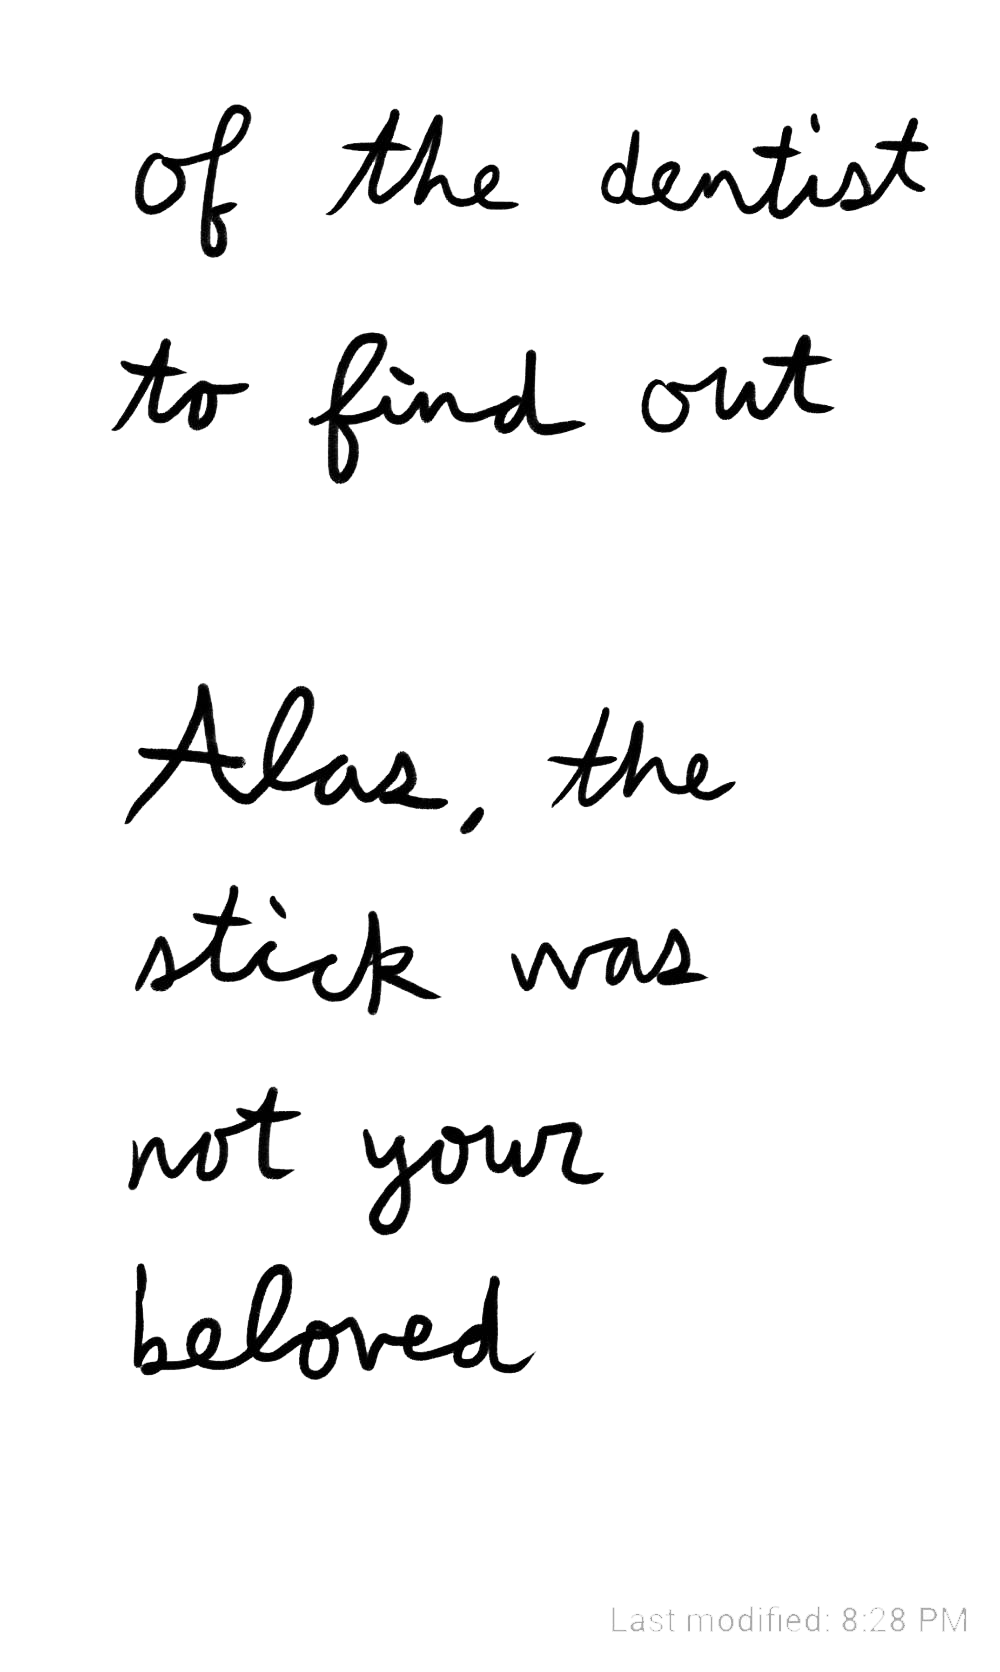 of the dentist
to find out
Alas, the
stick was
not your
beloved
Last modified: 8:28 PM